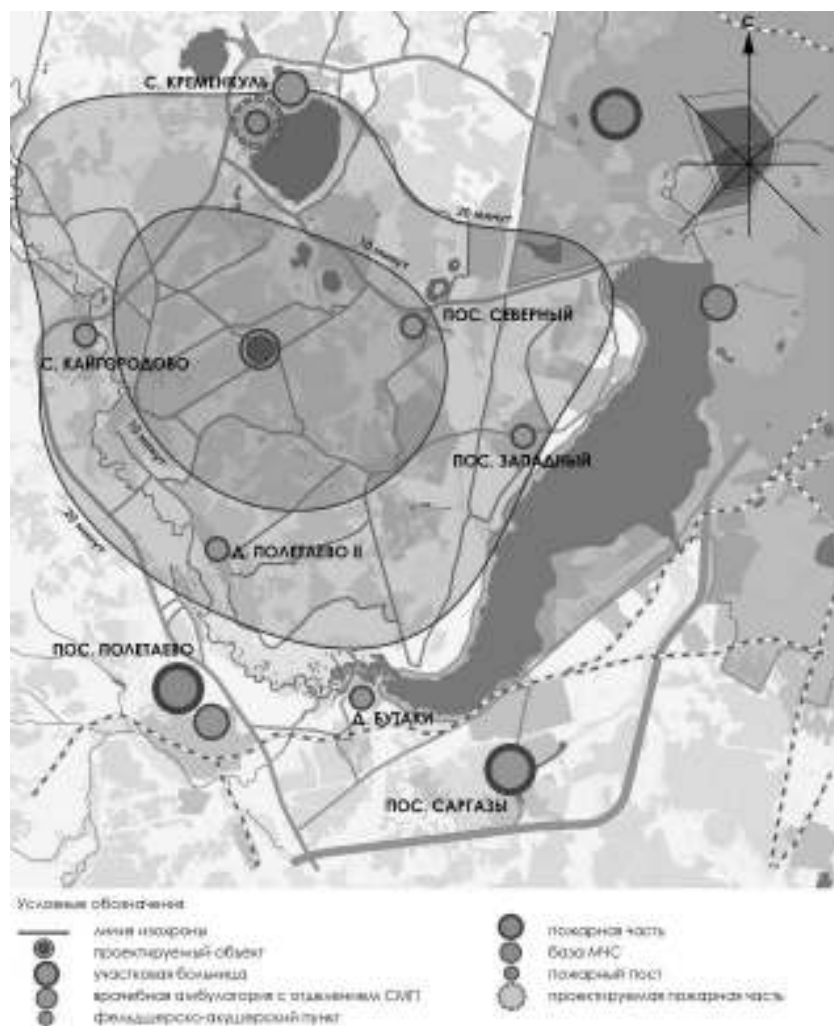 С
С. КРЕМЕНКУЛЬ
20 минут
10 минут
ПОС. СЕВЕРНЫЙ
С. КАЙГОРОДОВО
ПОС. ЗАПАДНЫЙ
10 минут
20 минут
Д. ПОЛЕТАЕВО II
ПОС. ПОЛЕТАЕВО
Д. БУТАКИ
ПОС. САРГАЗЫ
Условные обозначения
линия изохроны
проектируемый объект
участковая больница
врачебная амбулатория с отделением СМП
фельдшерско-акушерский пункт
пожарная часть
база МЧС
пожарный пост
проектируемая пожарная часть